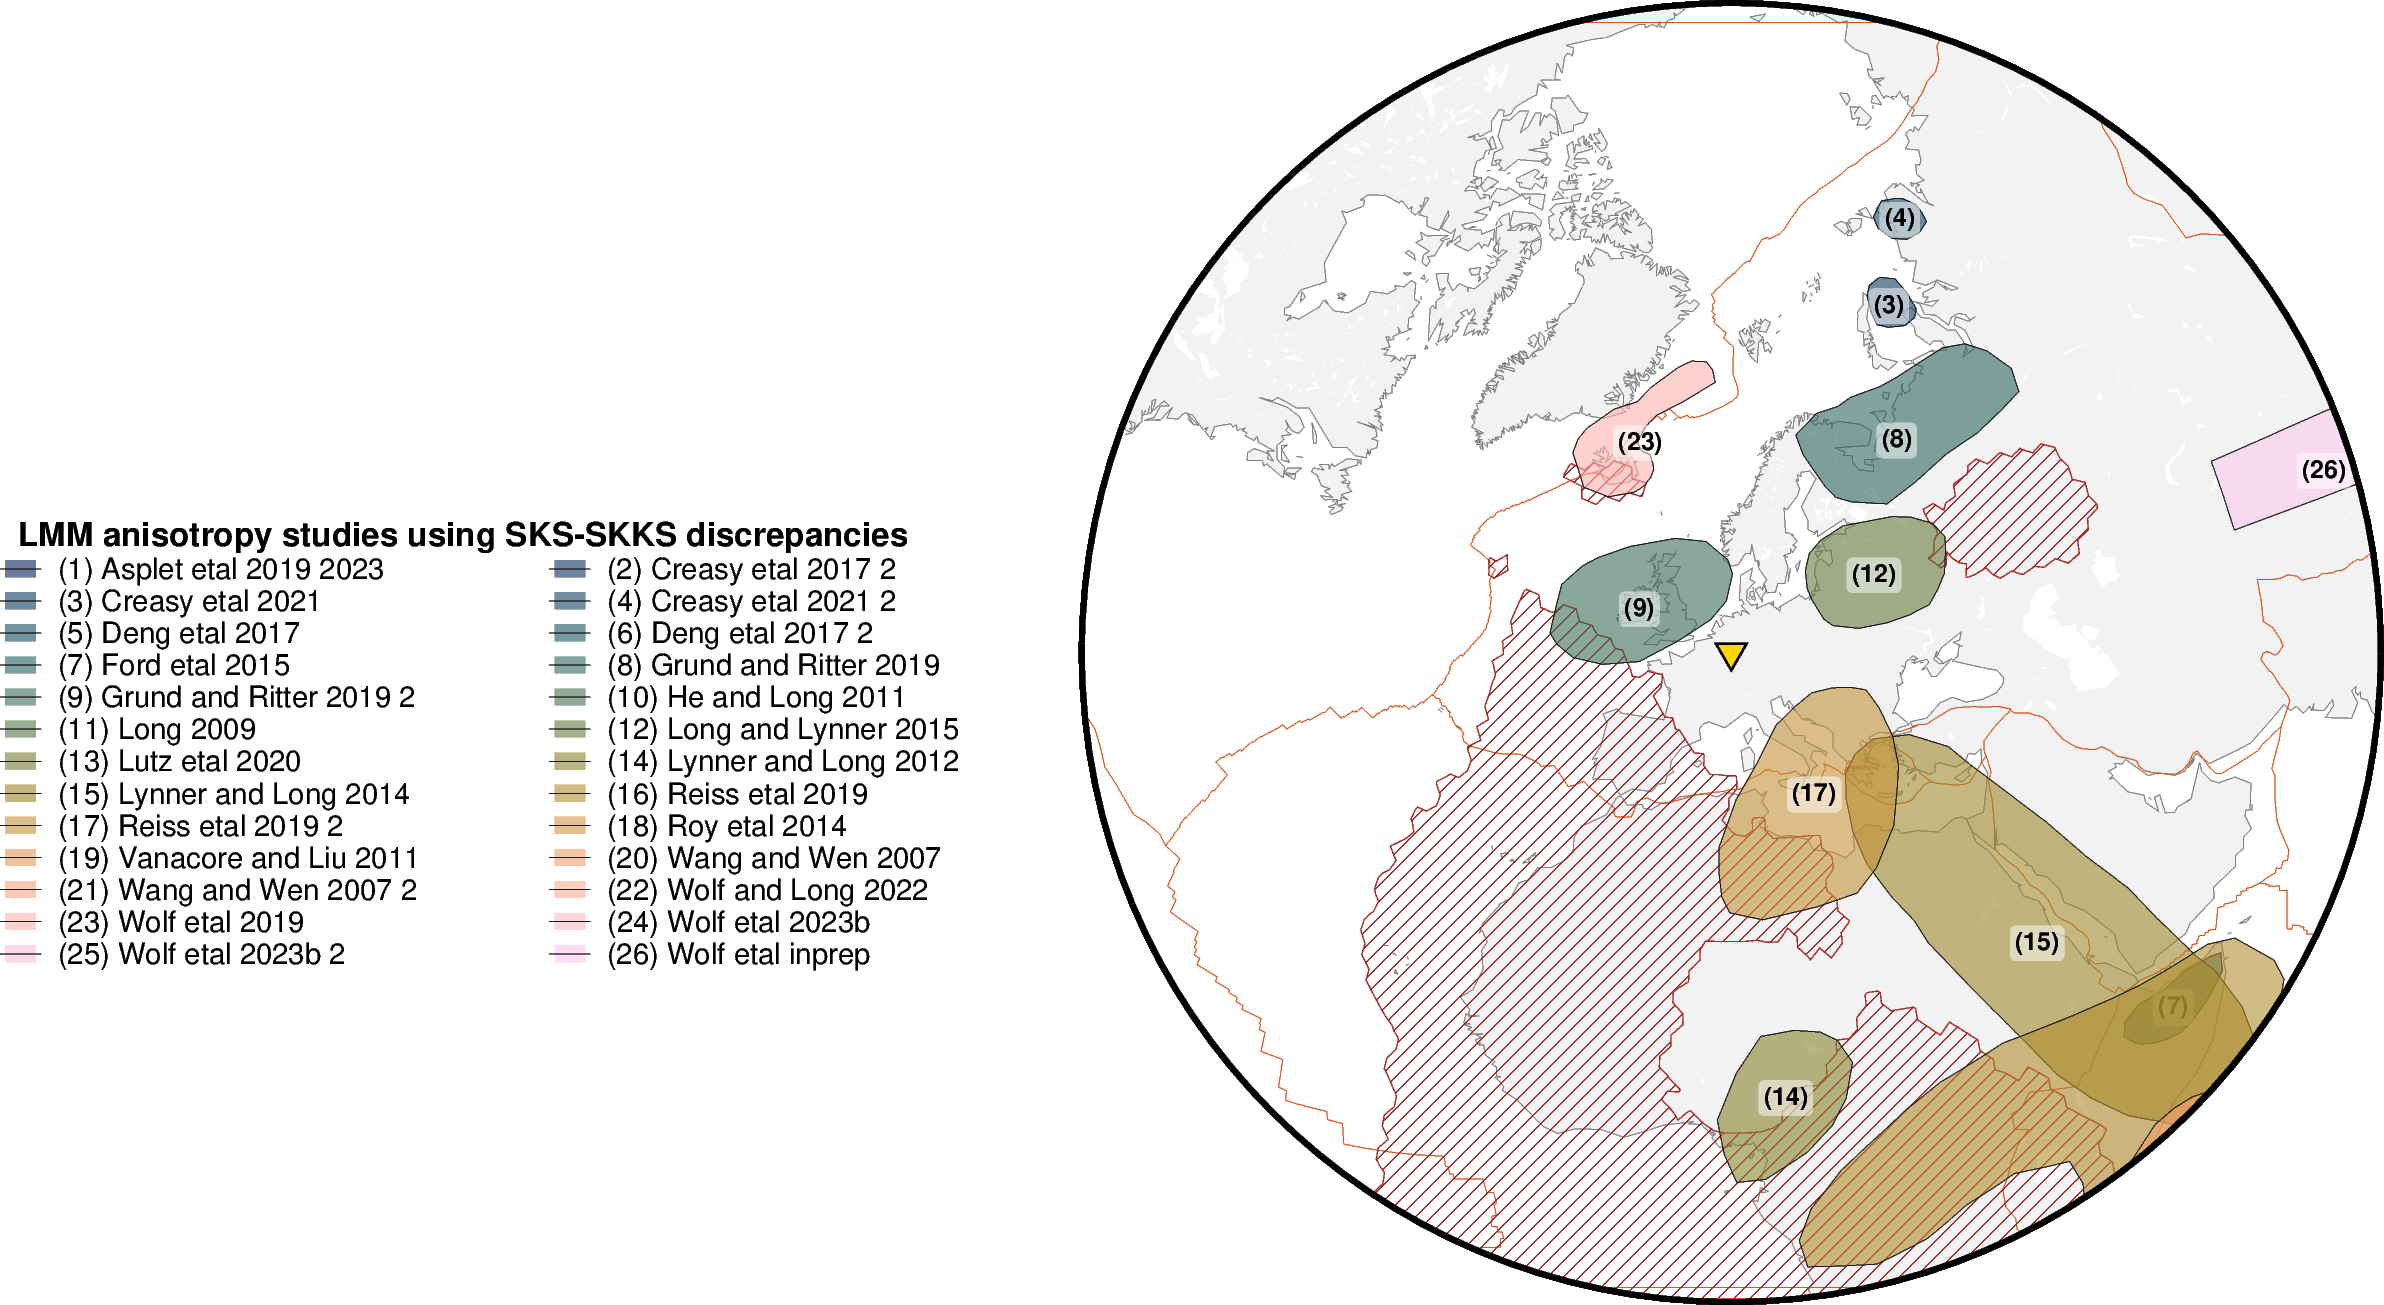 LMM anisotropy studies using SKS-SKKS discrepancies
(1) Asplet etal 2019 2023
(2) Creasy etal 2017 2
(3) Creasy etal 2021
(4) Creasy etal 2021 2
(5) Deng etal 2017
(6) Deng etal 2017 2
(7) Ford etal 2015
(8) Grund and Ritter 2019
(9) Grund and Ritter 2019 2
(10) He and Long 2011
(11) Long 2009
(12) Long and Lynner 2015
(13) Lutz etal 2020
(14) Lynner and Long 2012
(15) Lynner and Long 2014
(16) Reiss etal 2019
(17) Reiss etal 2019 2
(18) Roy etal 2014
(19) Vanacore and Liu 2011
(20) Wang and Wen 2007
(21) Wang and Wen 2007 2
(22) Wolf and Long 2022
(23) Wolf etal 2019
(24) Wolf etal 2023b
(25) Wolf etal 2023b 2
(26) Wolf etal inprep
(4)
(3)
(23)
(8)
(26)
(12)
(9)
(17)
(15)
(7)
(14)